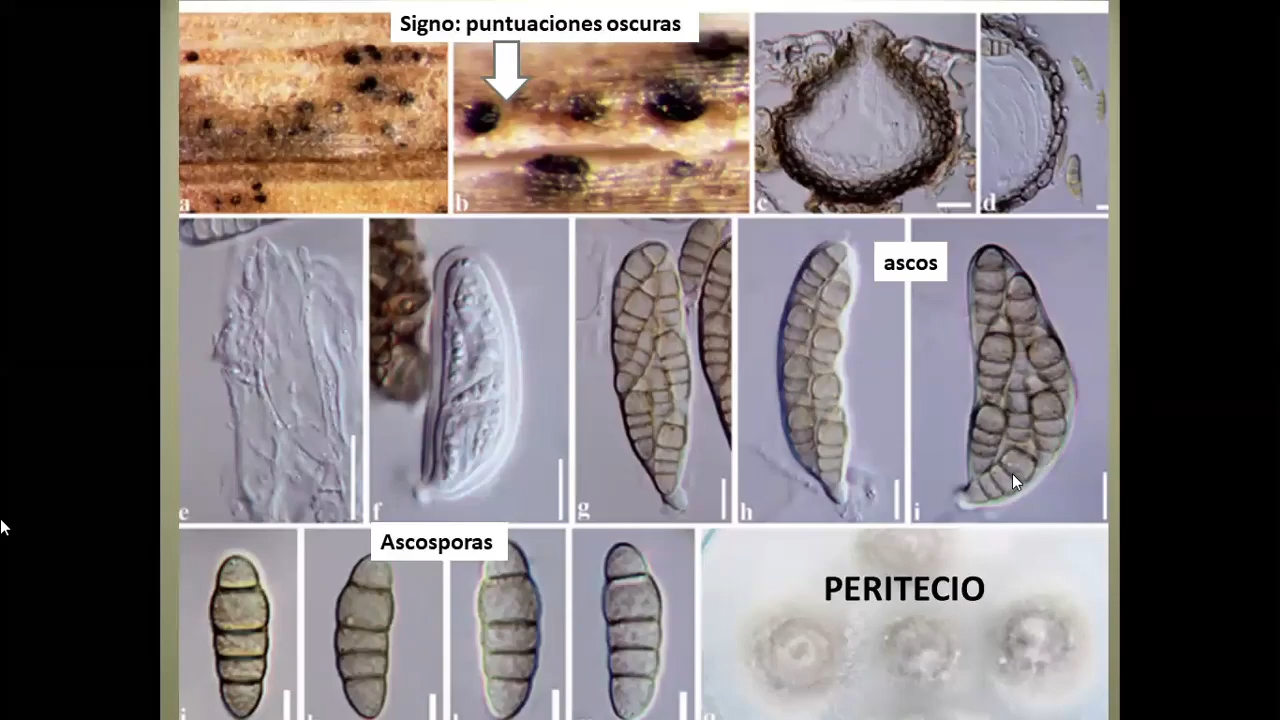 Signo: puntuaciones oscuras
a
b
c
d
ascos
e
f
g
h
i
Ascosporas
PERITECIO